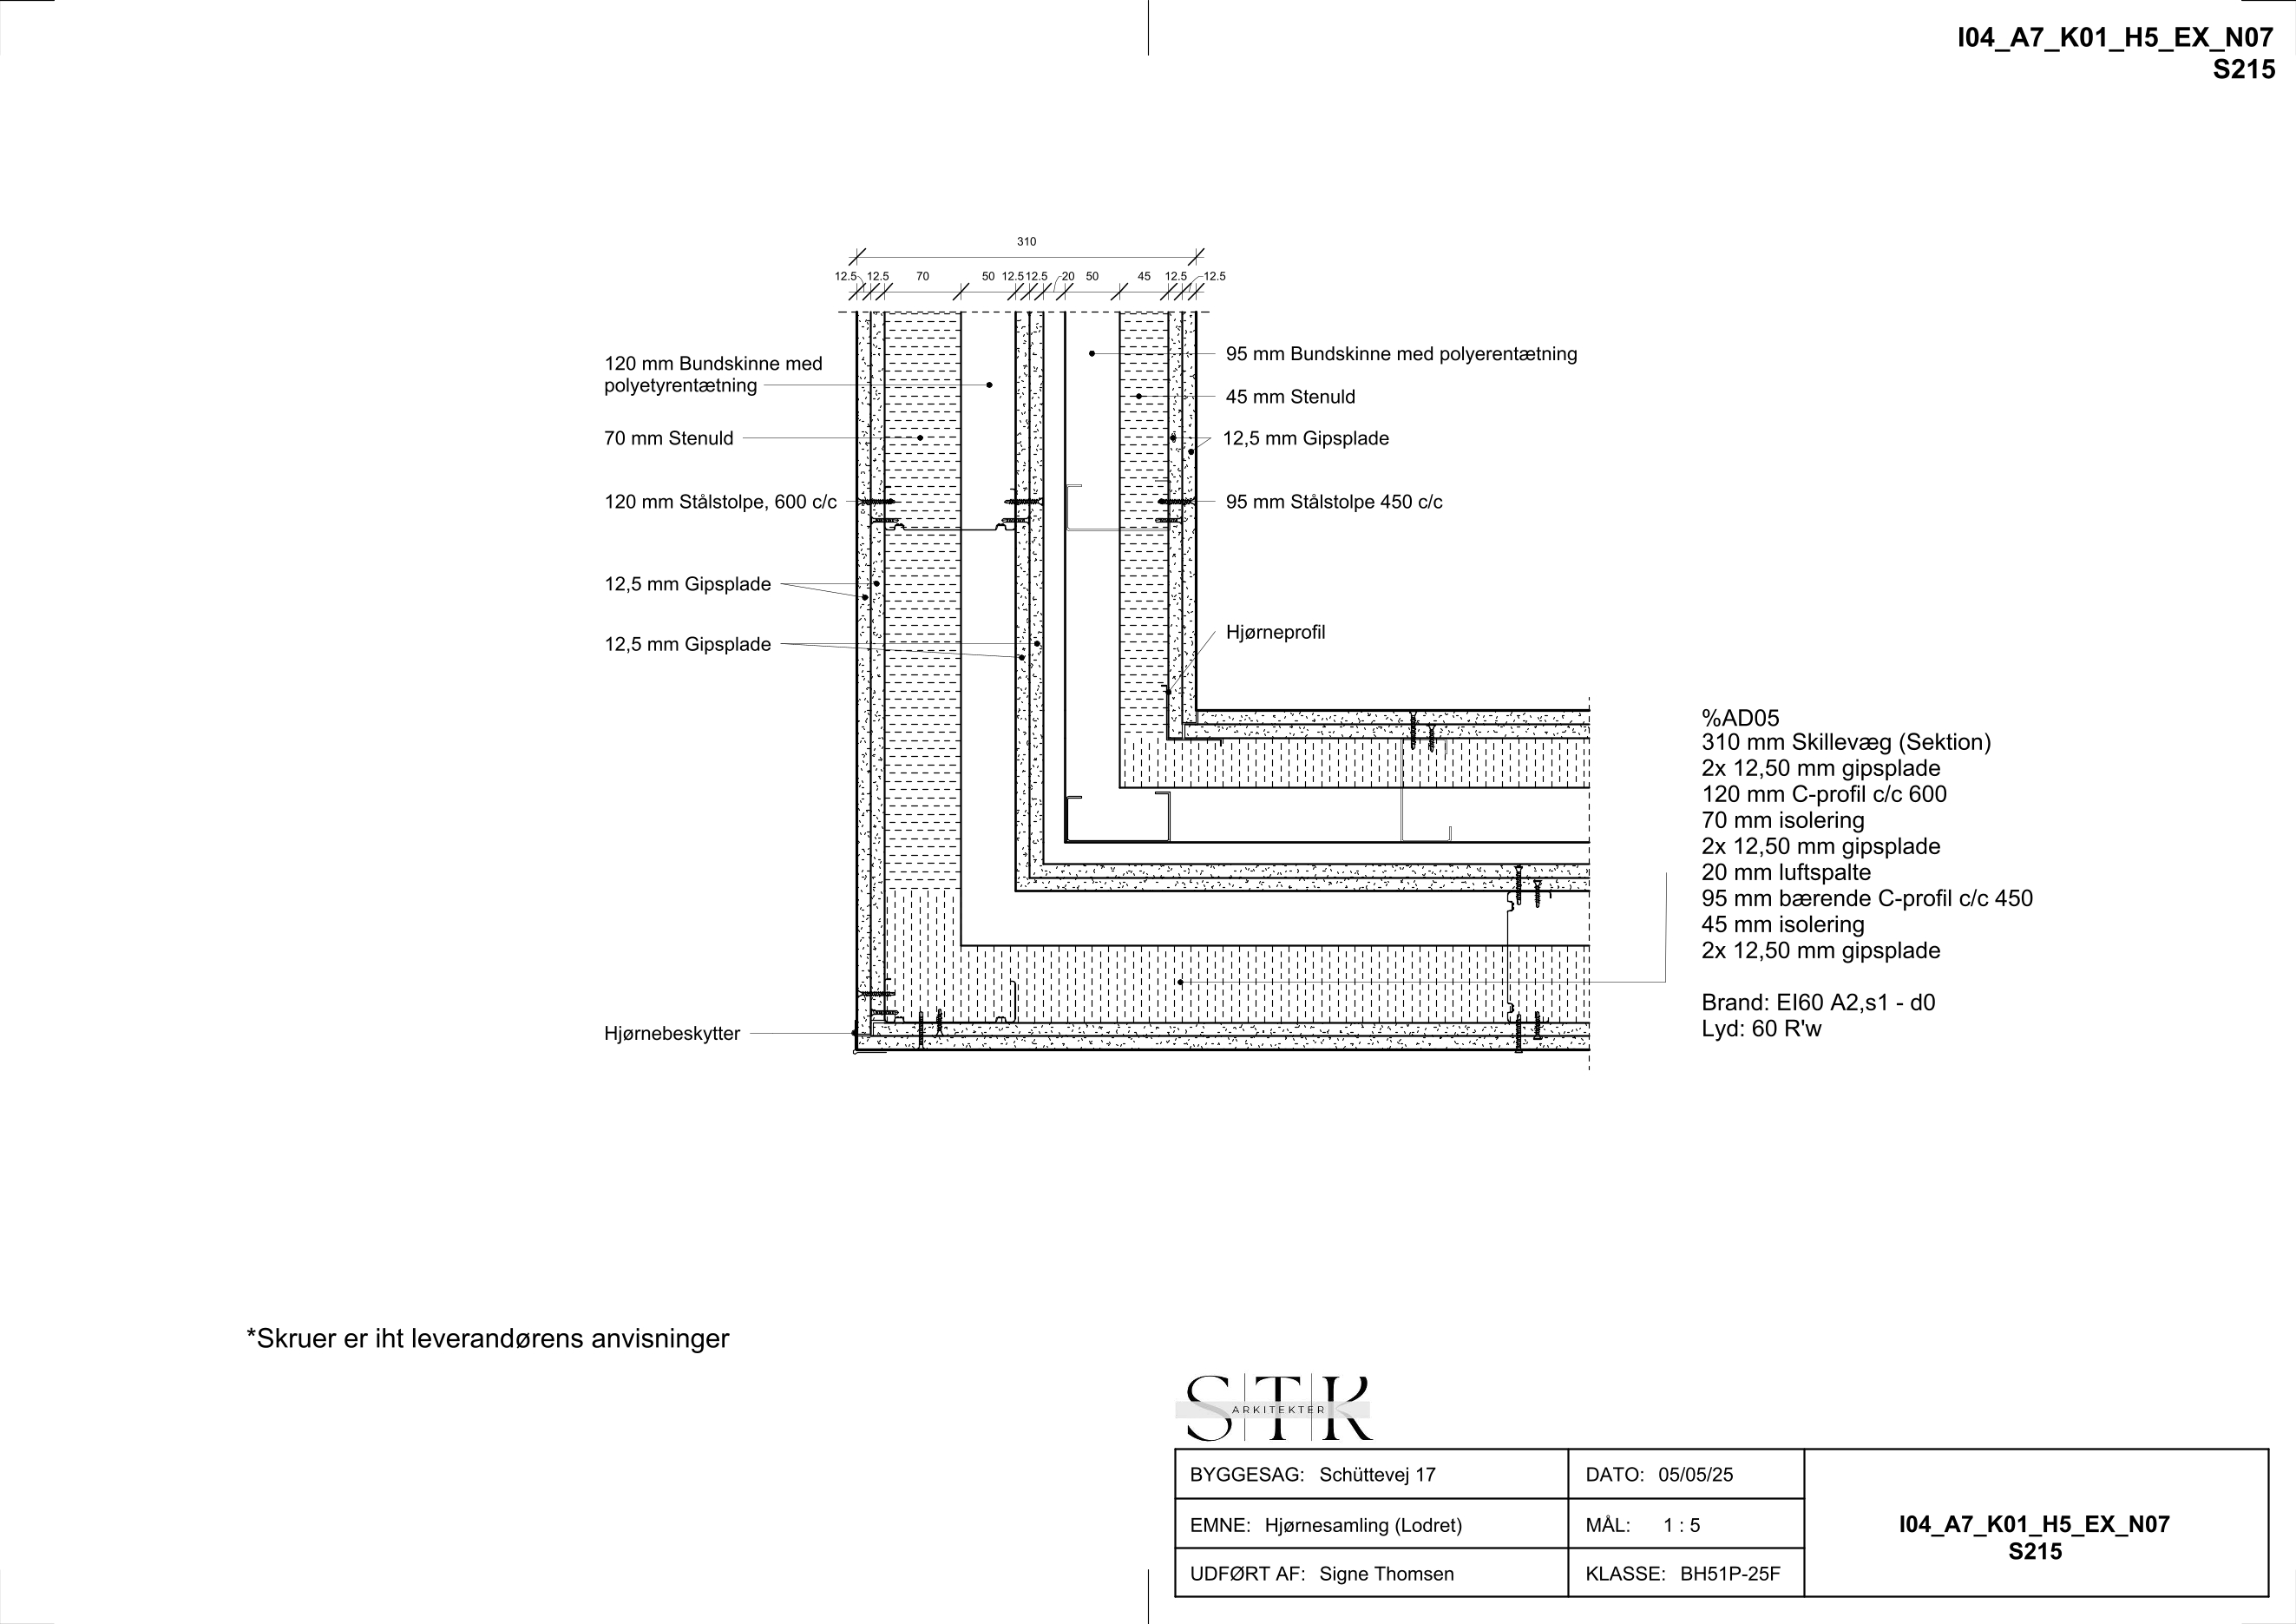 I04_A7_K01_H5_EX_N07
S215
310
12.5 12.5 70 50 12.5 12.5 20 50 45 12.5 12.5
120 mm Bundskinne med
polyetyrentætning
70 mm Stenuld
120 mm Stålstolpe, 600 c/c
12,5 mm Gipsplade
12,5 mm Gipsplade
Hjørnebeskytter
95 mm Bundskinne med polyerentætning
45 mm Stenuld
12,5 mm Gipsplade
95 mm Stålstolpe 450 c/c
Hjørneprofil
%AD05
310 mm Skillevæg (Sektion)
2x 12,50 mm gipsplade
120 mm C-profil c/c 600
70 mm isolering
2x 12,50 mm gipsplade
20 mm luftspalte
95 mm bærende C-profil c/c 450
45 mm isolering
2x 12,50 mm gipsplade
Brand: EI60 A2,s1 - d0
Lyd: 60 R'w
*Skruer er iht leverandørens anvisninger
STK
ARKITEKTER
BYGGESAG: Schüttevej 17
DATO: 05/05/25
EMNE: Hjørnesamling (Lodret)
MÅL: 1 : 5
UDFØRT AF: Signe Thomsen
KLASSE: BH51P-25F
I04_A7_K01_H5_EX_N07
S215